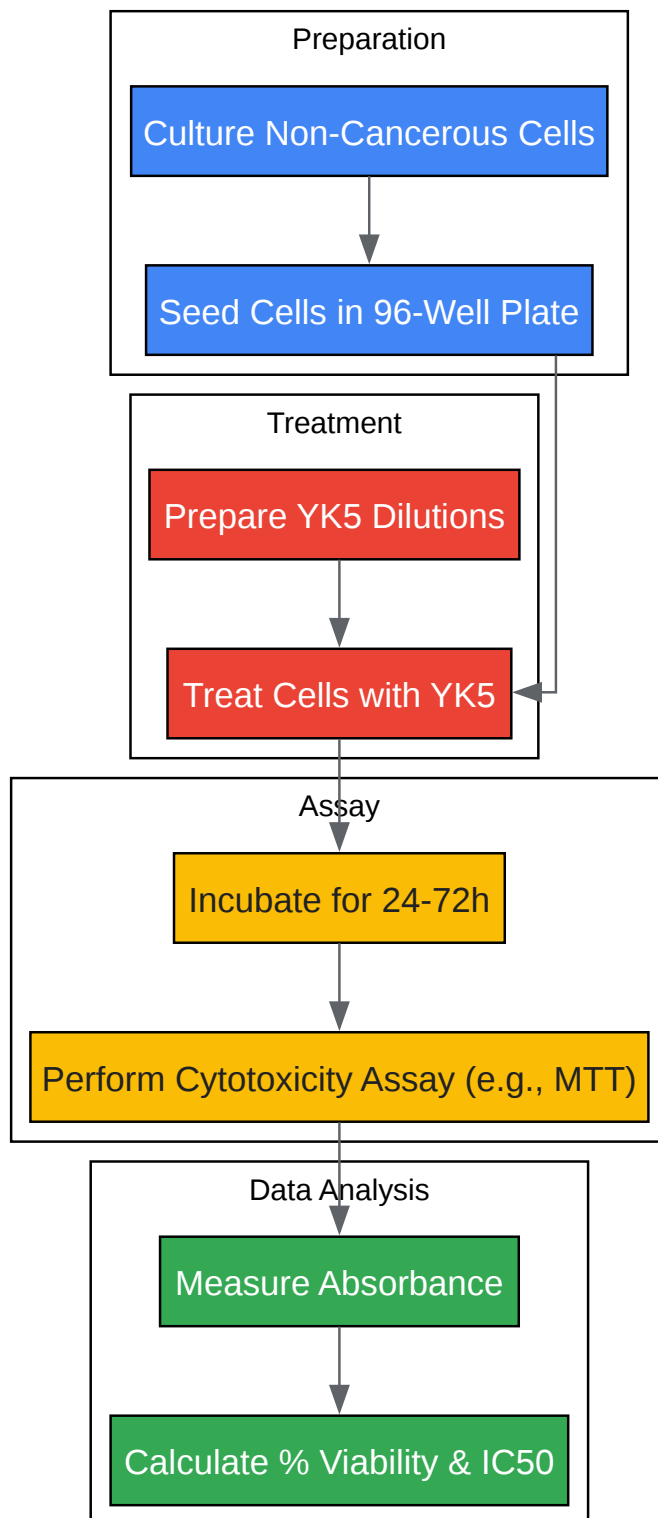 Preparation
Culture Non-Cancerous Cells
Seed Cells in 96-Well Plate
Treatment
Prepare YK5 Dilutions
Treat Cells with YK5
Assay
Incubate for 24-72h
Perform Cytotoxicity Assay (e.g., MTT)
Data Analysis
Measure Absorbance
Calculate % Viability & IC50